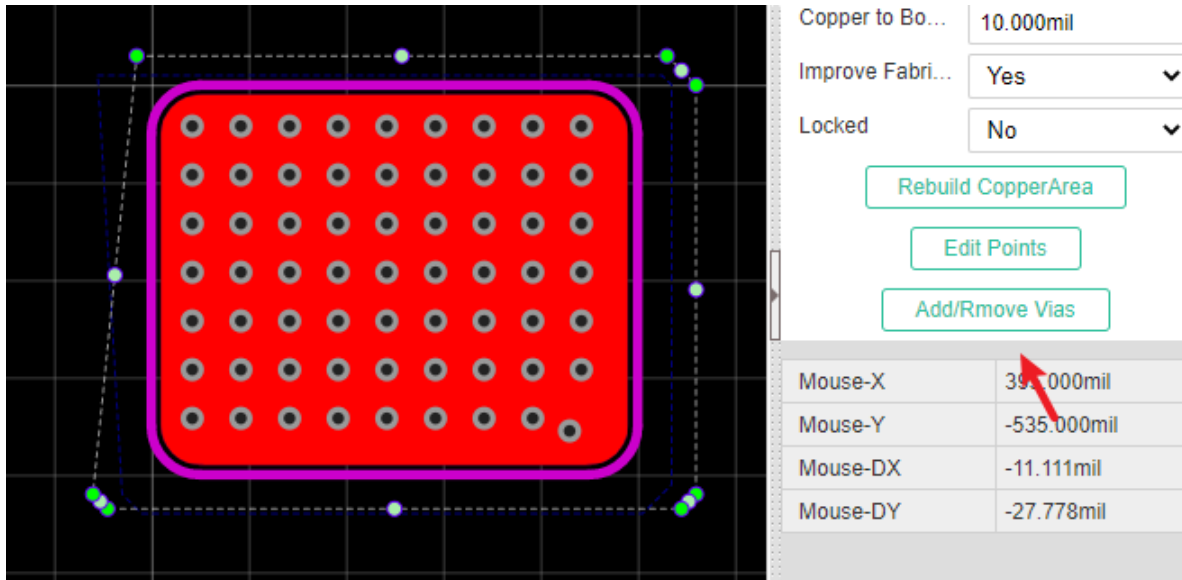 Copper to Bo...
10.000mil
Improve Fabri...
Yes
Locked
No
Rebuild CopperArea
Edit Points
Add/Rmove Vias
Mouse-X
Mouse-Y
-535.000mil
Mouse-DX
-11.111mil
Mouse-DY
-27.778mil